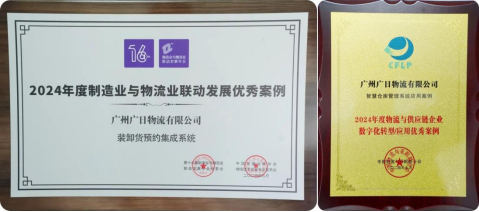 16
2024年度制造业与物流业联动发展优秀案例
广州广日物流有限公司
装卸货预约集成系统
CFLP
广州广日物流有限公司
智慧仓库管理系统应用案例
2024年度物流与供应链企业
数字化转型/应用优秀案例